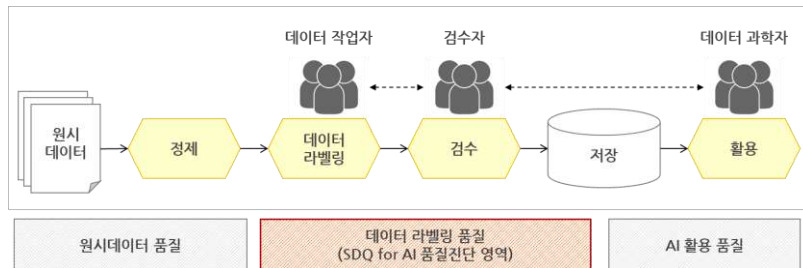 데이터 작업자
검수자
데이터 과학자
원시
데이터
정제
데이터
라벨링
검수
저장
활용
원시데이터 품질
데이터 라벨링 품질
(SDQ for AI 품질진단 영역)
AI 활용 품질